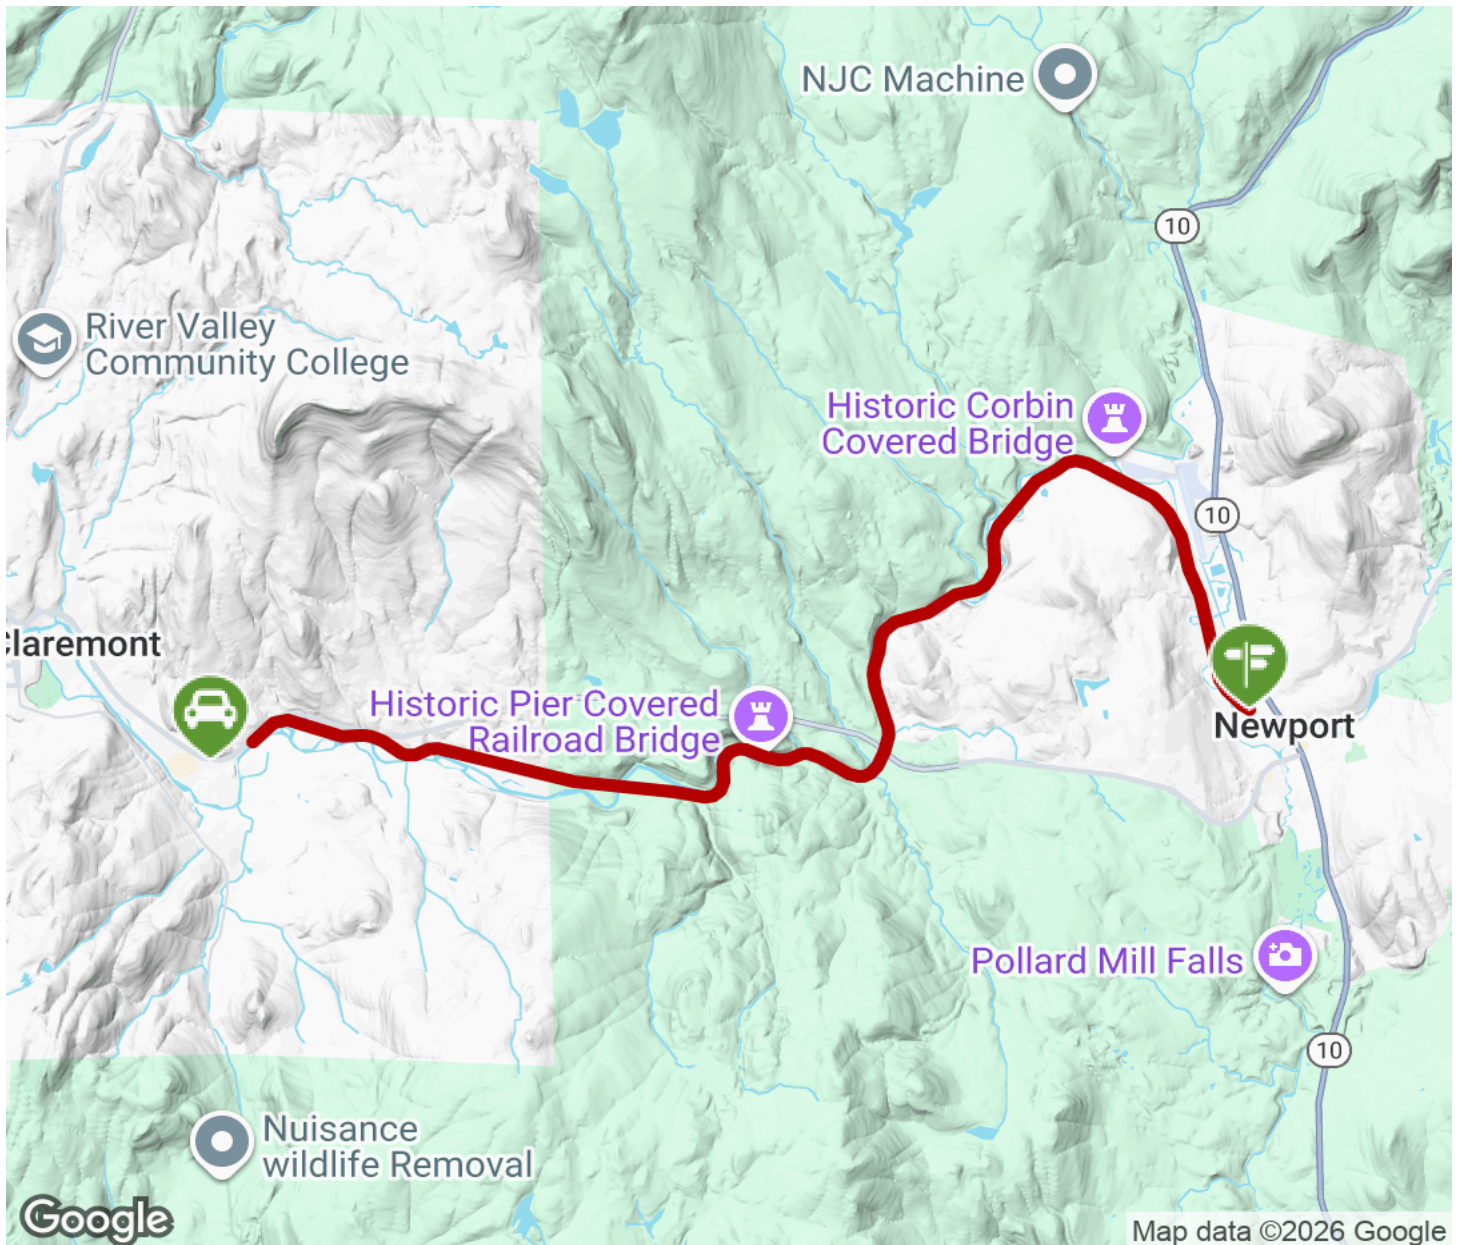 NJC Machine
10
River Valley
Community College
Historic Corbin
Covered Bridge
10
Claremont
Historic Pier Covered
Railroad Bridge
Newport
Pollard Mill Falls
10
Nuisance
wildlife Removal
Google
Map data ©2026 Google